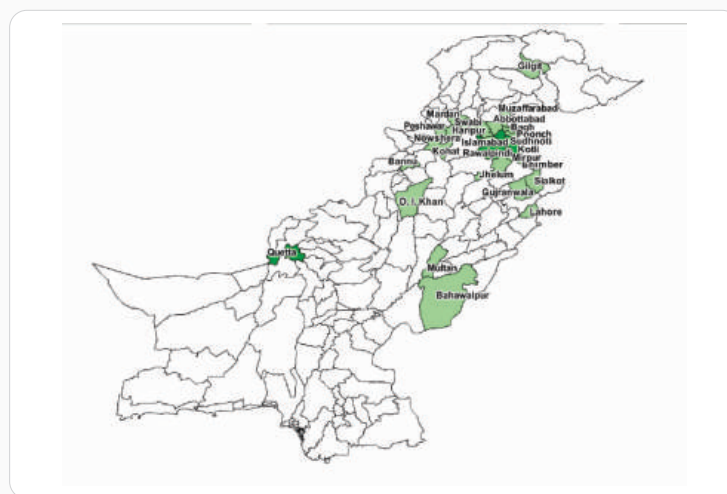 Gilgit
Muzaffarabad
Mardan
Swabi
Abbottabad
Peshawar
Haripur
Bagh
Nowshera
Poonch
Islamabad
Sudhnoti
Kohat
Rawalpindi
Kotli
Mirpur
Bannu
Bhimber
Jhelum
Sialkot
D. I. Khan
Gujranwala
Lahore
Quetta
Multan
Bahawalpur